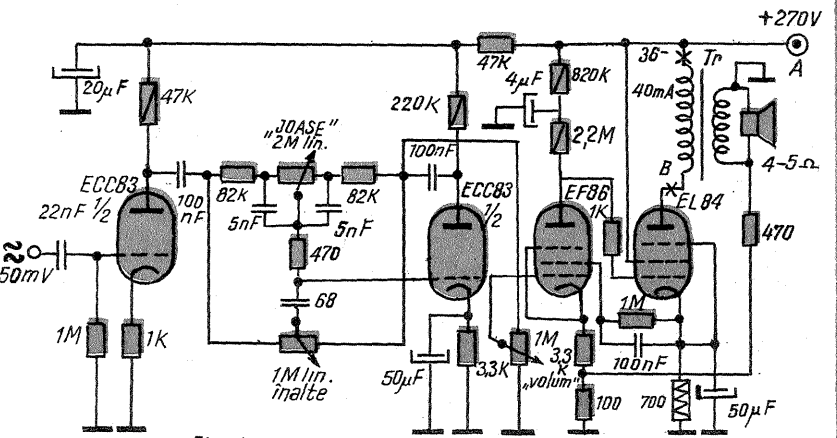 +270V
A
20µF
47K
220K
47K
4µF
820K
36-
40mA
Tr
2,2M
„JOASE"
2M lin.
100nF
4-5Ω
B
ECC83
1/2
22nF
100
nF
82K
82K
5nF
5nF
ECC83
1/2
EF86
1K
EL84
470
50mV
470
68
1M
1K
1M lin.
înalte
50µF
3,3K
1M
„volum"
3,3
K
1M
100nF
100
700
50µF